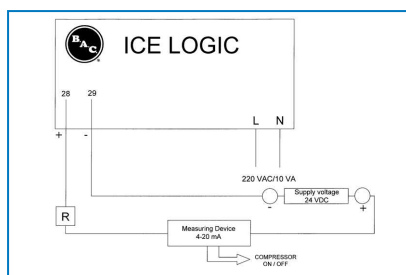 B A C ®
ICE LOGIC
28 29
L N
+ -
220 VAC/10 VA
Supply voltage
24 VDC
- +
R
Measuring Device
4-20 mA
COMPRESSOR
ON / OFF